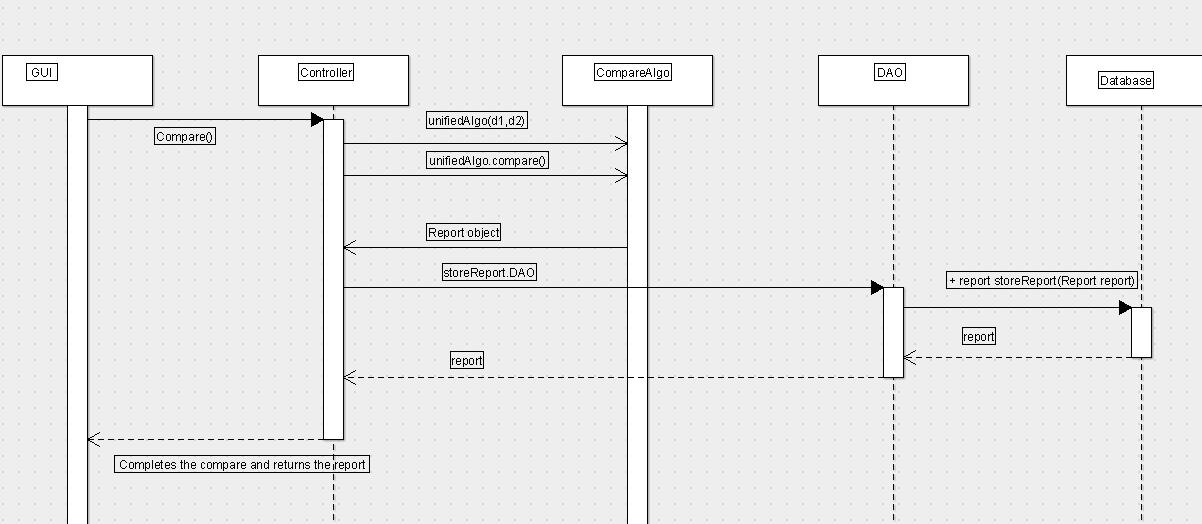 GUI
Controller
CompareAlgo
DAO
Database
Compare()
unifiedAlgo(d1,d2)
unifiedAlgo.compare()
Report object
storeReport.DAO
+ report storeReport(Report report)
report
report
Completes the compare and returns the report